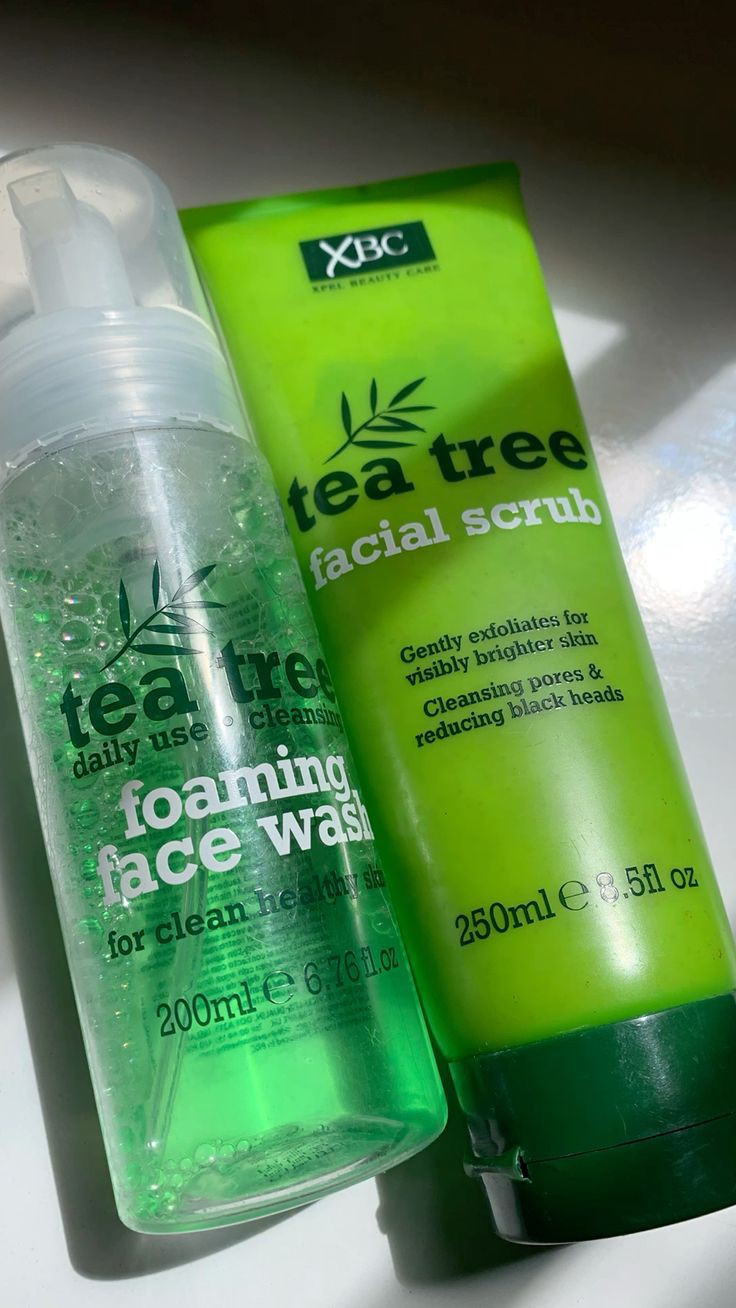 XBC
XPEL BEAUTY CARE
tea tree
facial scrub
Gently exfoliates for
visibly brighter skin
Cleansing pores &
reducing black heads
250ml ℮ 8.5fl oz
tea tree
daily use · cleansing
foaming
face wash
for clean healthy skin
200ml ℮ 6.76 fl.oz